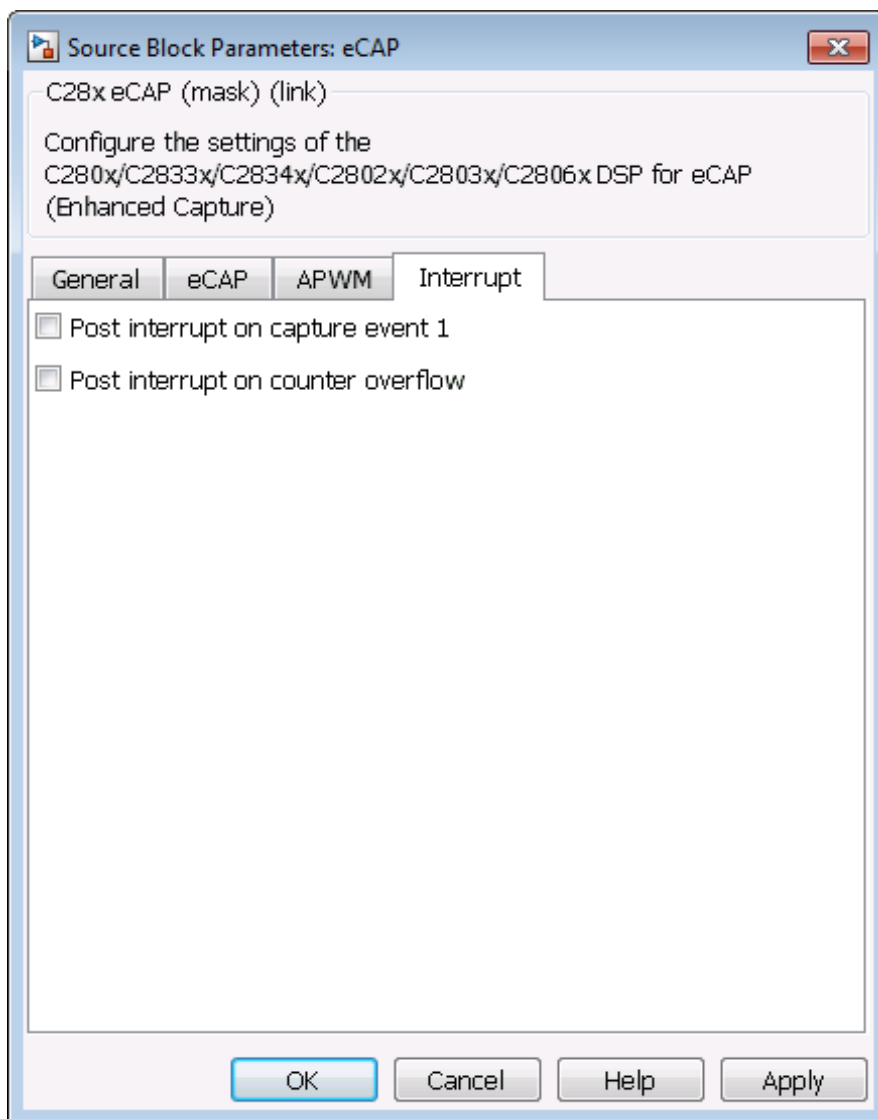 Source Block Parameters: eCAP
C28x eCAP (mask) (link)
Configure the settings of the
C280x/C2833x/C2834x/C2802x/C2803x/C2806x DSP for eCAP
(Enhanced Capture)
General eCAP APWM Interrupt
Post interrupt on capture event 1
Post interrupt on counter overflow
OK Cancel Help Apply